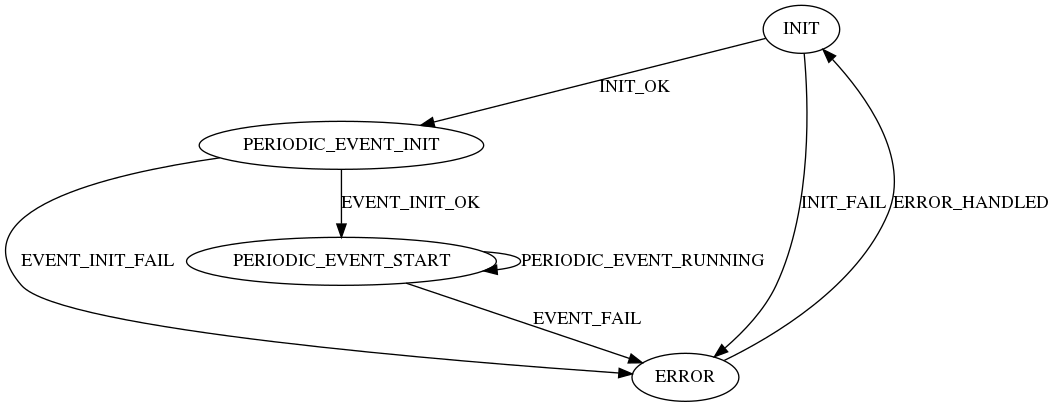 INIT
INIT_OK
PERIODIC_EVENT_INIT
EVENT_INIT_OK
INIT_FAIL
ERROR_HANDLED
EVENT_INIT_FAIL
PERIODIC_EVENT_START
PERIODIC_EVENT_RUNNING
EVENT_FAIL
ERROR